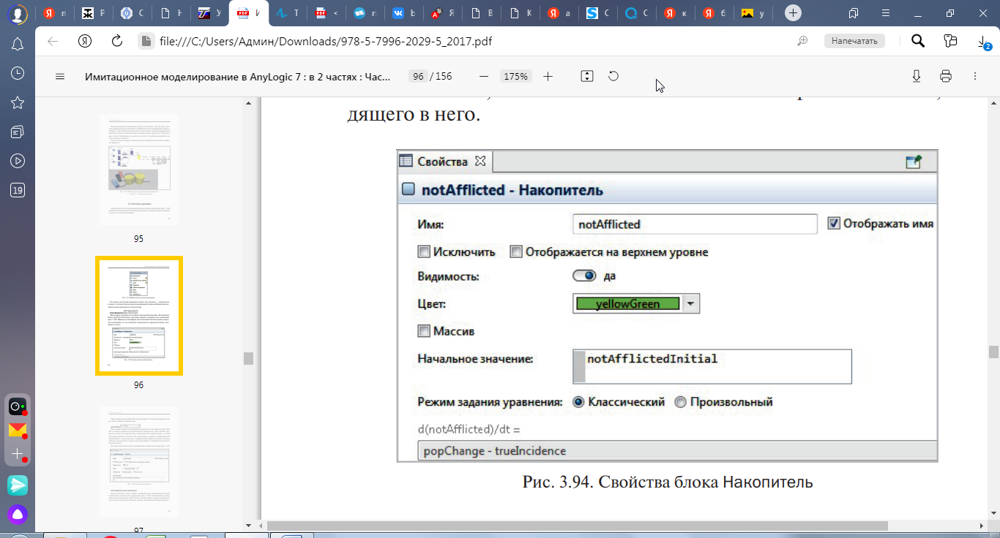 п
Р
С
Н
У
И
Т
<
п
b
Я
В
К
а
С
С
к
б
у
file:///C:/Users/Админ/Downloads/978-5-7996-2029-5_2017.pdf
Напечатать
2
Имитационное моделирование в AnyLogic 7 : в 2 частях : Час...
96 / 156
175%
дящего в него.
Свойства
notAfflicted - Накопитель
Имя:
notAfflicted
Отображать имя
Исключить
Отображается на верхнем уровне
Видимость:
да
Цвет:
yellowGreen
Массив
Начальное значение:
notAfflictedInitial
Режим задания уравнения:
Классический
Произвольный
d(notAfflicted)/dt =
popChange - trueIncidence
Рис. 3.94. Свойства блока Накопитель
95
96
97
19